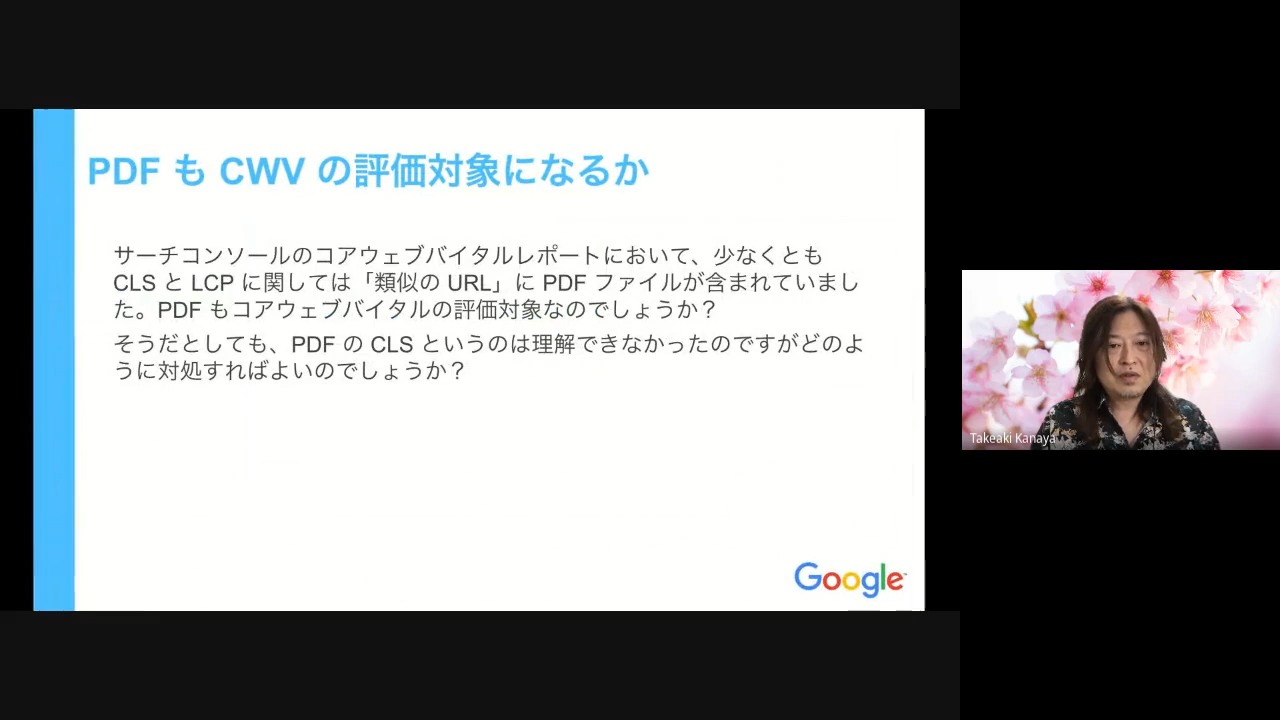 PDF も CWV の評価対象になるか
サーチコンソールのコアウェブバイタルレポートにおいて、少なくとも
CLS と LCP に関しては「類似の URL」に PDF ファイルが含まれていまし
た。PDF もコアウェブバイタルの評価対象なのでしょうか？
そうだとしても、PDF の CLS というのは理解できなかったのですがどのよ
うに対処すればよいのでしょうか？
Google
Takeaki Kanaya